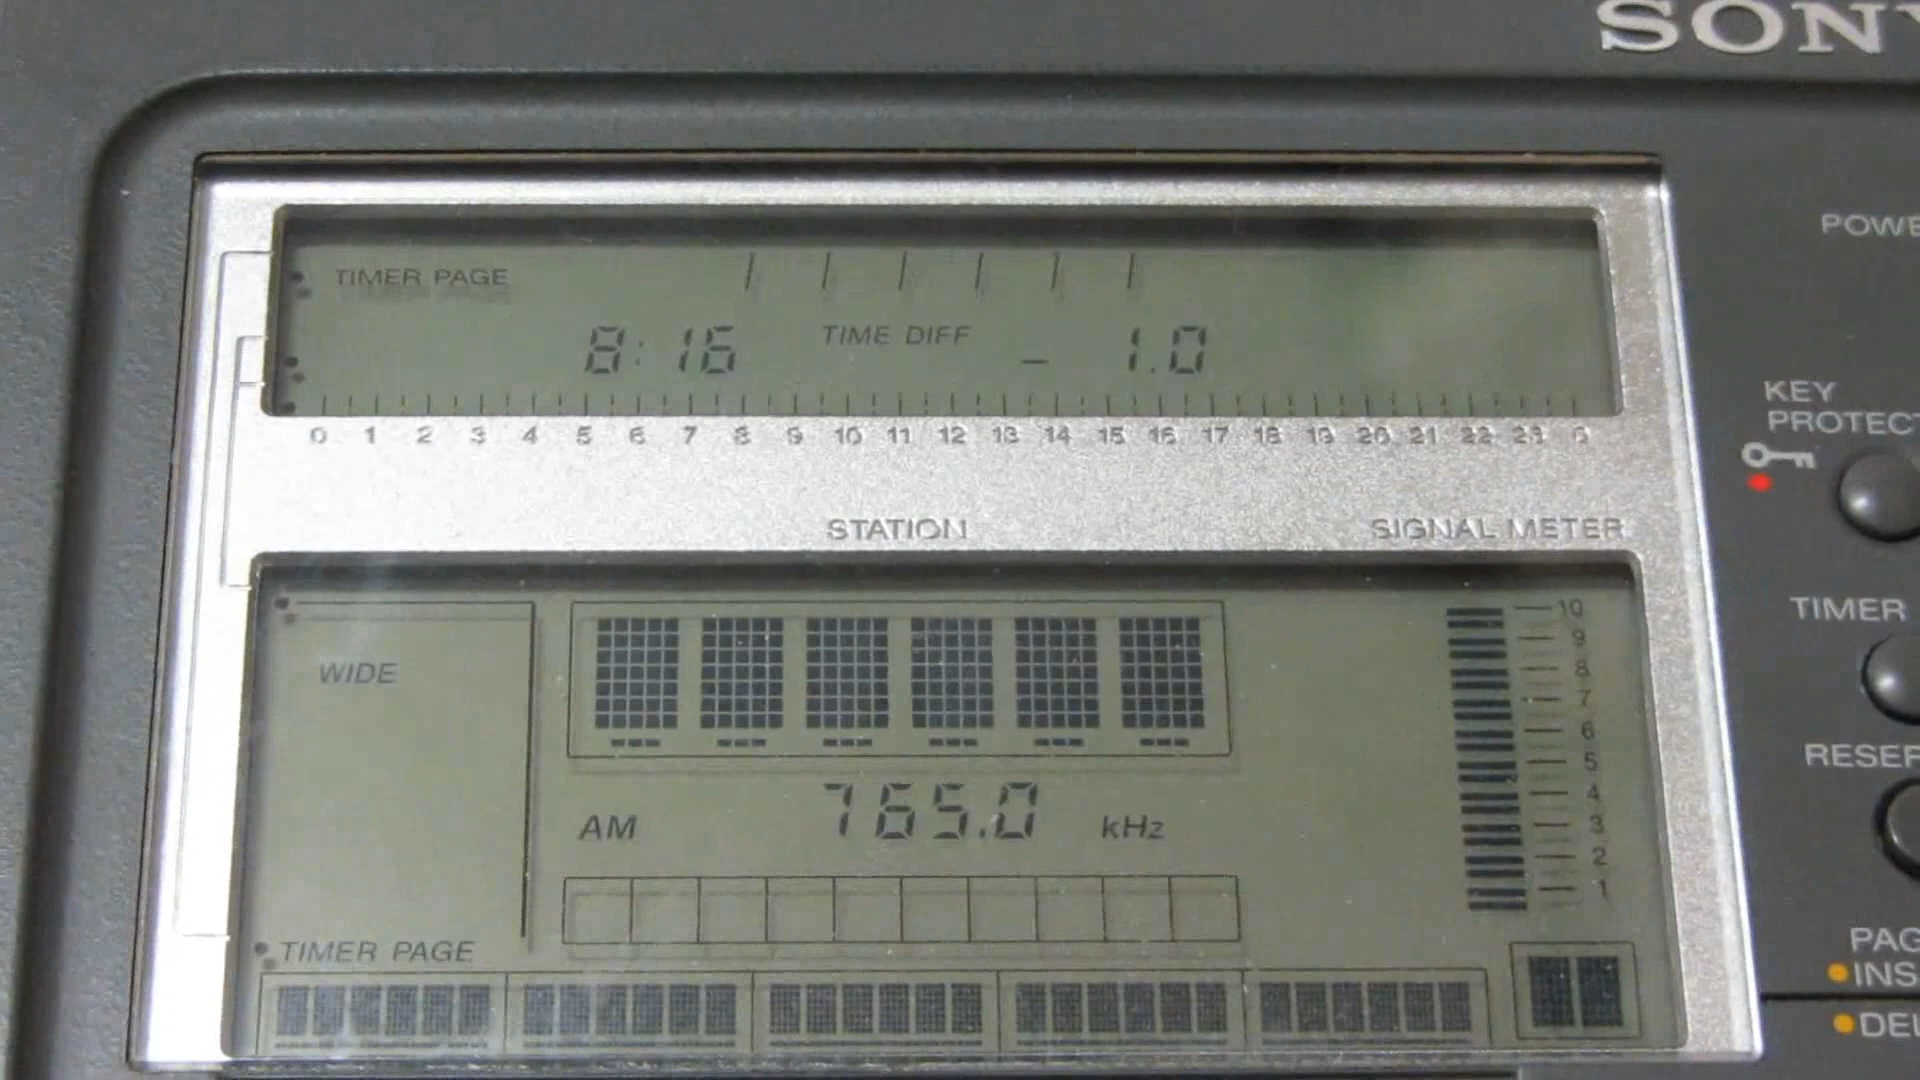 SONY
POWE
TIMER PAGE
8:16 TIME DIFF - 1.0
0 1 2 3 4 5 6 7 8 9 10 11 12 13 14 15 16 17 18 19 20 21 22 23 0
KEY
PROTECT
STATION SIGNAL METER
TIMER
WIDE
10
9
8
7
6
5
4
3
2
1
RESER
AM 765.0 kHz
TIMER PAGE
PAG
INS
DEL